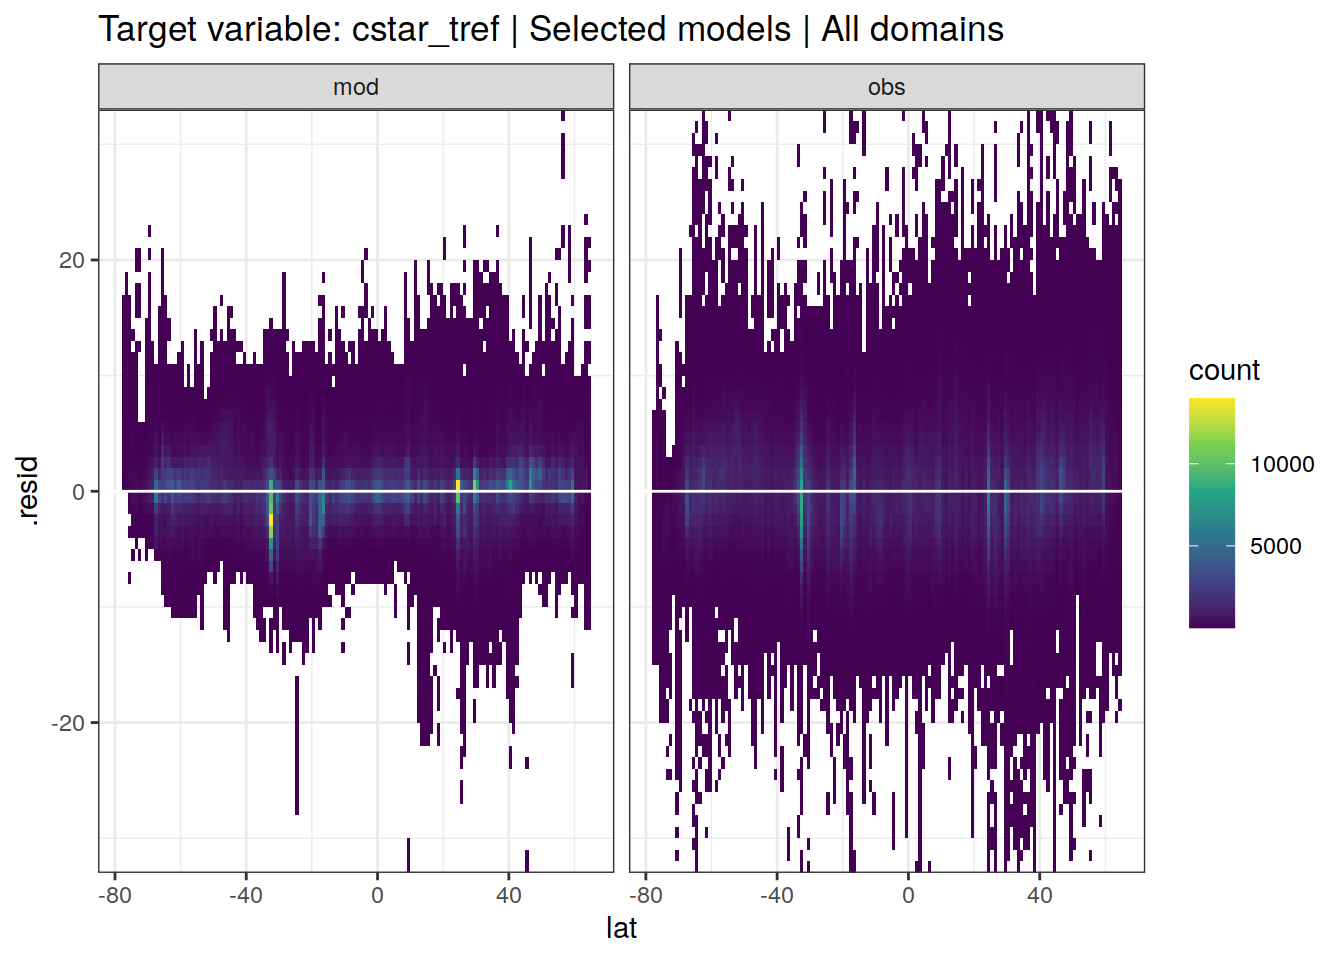 Target variable: cstar_tref | Selected models | All domains
mod
obs
20
0
-20
.resid
-80
-40
0
40
-80
-40
0
40
lat
count
10000
5000